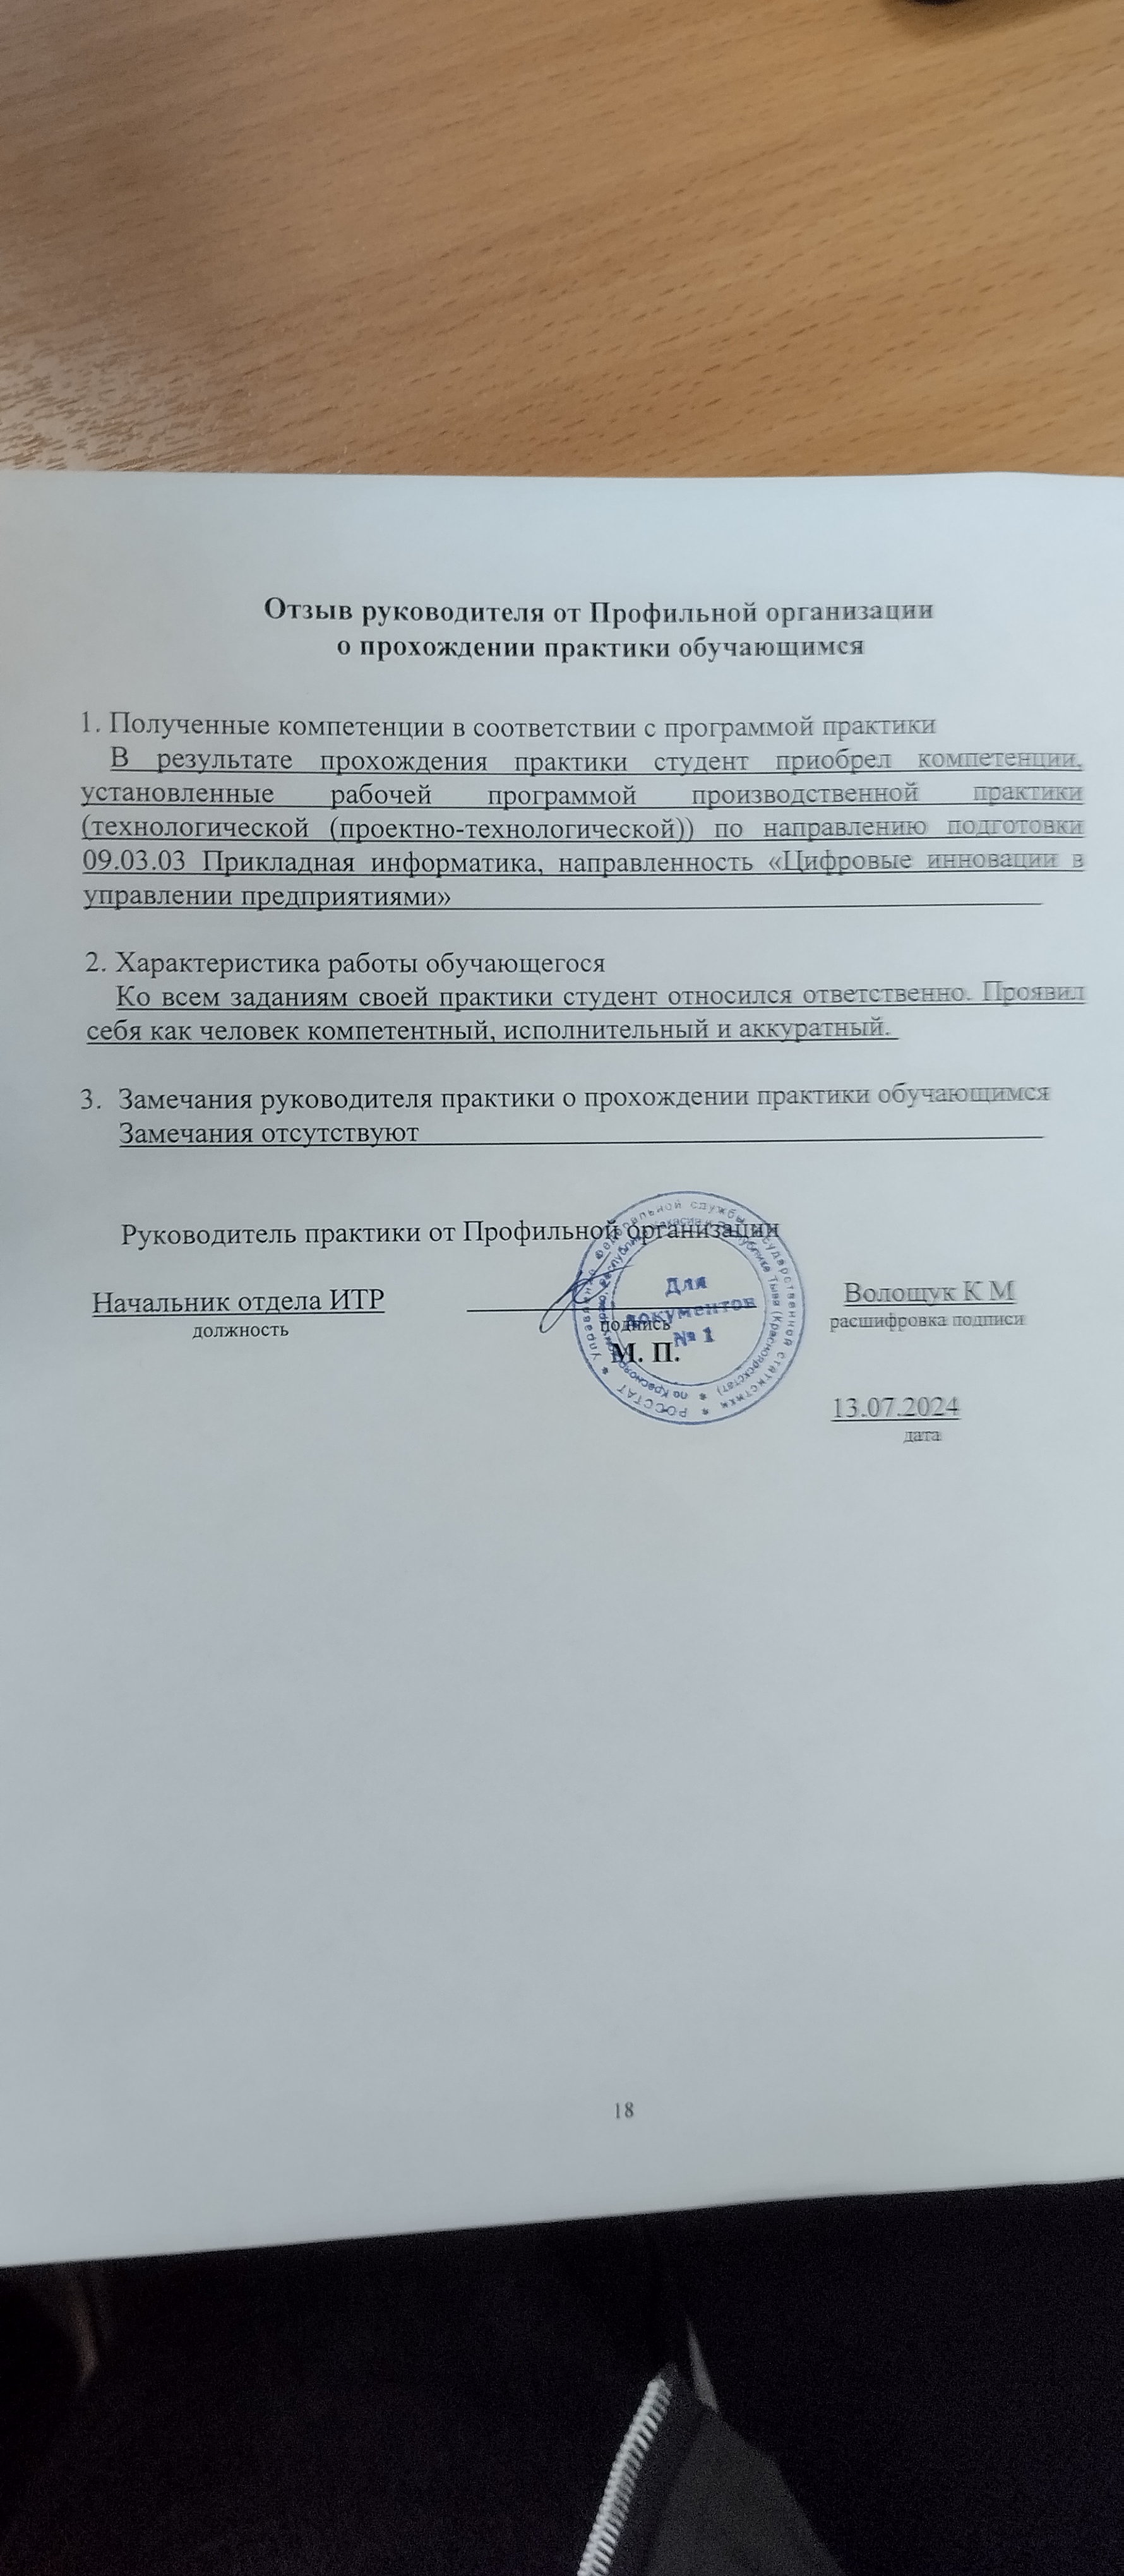 Отзыв руководителя от Профильной организации
о прохождении практики обучающимся
1. Полученные компетенции в соответствии с программой практики
В результате прохождения практики студент приобрел компетенции,
установленные рабочей программой производственной практики
(технологической (проектно-технологической)) по направлению подготовки
09.03.03 Прикладная информатика, направленность «Цифровые инновации в
управлении предприятиями»
2. Характеристика работы обучающегося
Ко всем заданиям своей практики студент относился ответственно. Проявил
себя как человек компетентный, исполнительный и аккуратный.
3. Замечания руководителя практики о прохождении практики обучающимся
Замечания отсутствуют
Руководитель практики от Профильной организации
Начальник отдела ИТР
должность
подпись
М. П.
Управление Федеральной службы государственной статистики * РОССТАТ *
по Красноярскому краю, Республике Хакасия и Республике Тыва (Красноярскстат) *
Для
документов
№ 1
Волощук К М
расшифровка подписи
13.07.2024
дата
18